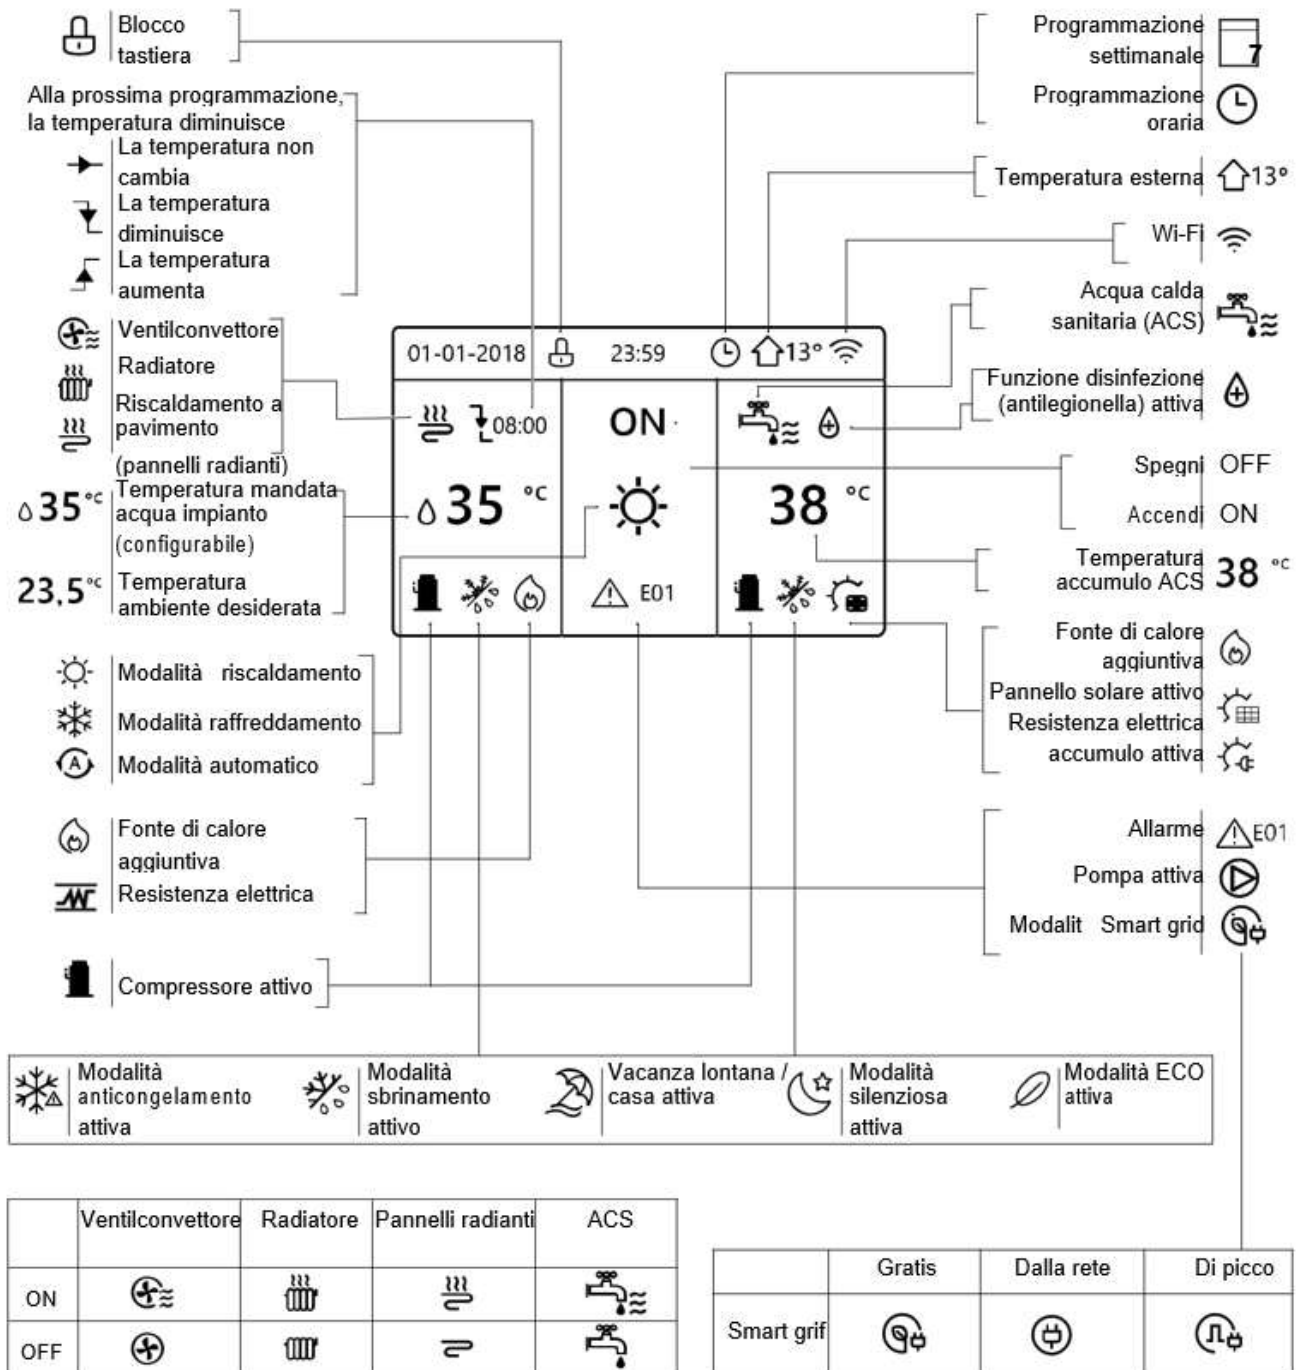 Blocco
tastiera
Alla prossima programmazione,
la temperatura diminuisce
La temperatura non
cambia
La temperatura
diminuisce
La temperatura
aumenta
Ventilconvettore
Radiatore
Riscaldamento a
pavimento
(pannelli radianti)
35 °C
Temperatura mandata
acqua impianto
(configurabile)
23,5 °C
Temperatura
ambiente desiderata
Modalità riscaldamento
Modalità raffreddamento
Modalità automatico
A
Fonte di calore
aggiuntiva
Resistenza elettrica
Compressore attivo
01-01-2018 23:59 13°
08:00
ON
35 °C
38 °C
E01
Programmazione
settimanale
7
Programmazione
oraria
Temperatura esterna 13°
Wi-Fi
Acqua calda
sanitaria (ACS)
Funzione disinfezione
(antilegionella) attiva
Spegni OFF
Accendi ON
Temperatura
accumulo ACS
38 °C
Fonte di calore
aggiuntiva
Pannello solare attivo
Resistenza elettrica
accumulo attiva
Allarme E01
Pompa attiva
Modalit Smart grid
Modalità
anticongelamento
attiva
Modalità
sbrinamento
attivo
Vacanza lontana /
casa attiva
Modalità
silenziosa
attiva
Modalità ECO
attiva
Ventilconvettore Radiatore Pannelli radianti ACS
ON
OFF
Gratis Dalla rete Di picco
Smart grif